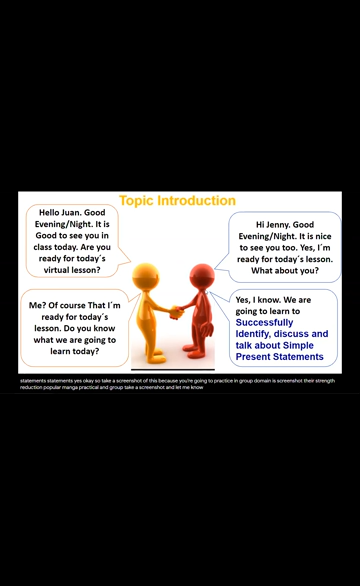 Topic Introduction
Hello Juan. Good
Evening/Night. It is
Good to see you in
class today. Are you
ready for today´s
virtual lesson?
Hi Jenny. Good
Evening/Night. It is nice
to see you too. Yes, I´m
ready for today´s lesson.
What about you?
Me? Of course That I´m
ready for today´s
lesson. Do you know
what we are going to
learn today?
Yes, I know. We are
going to learn to
Successfully
Identify, discuss and
talk about Simple
Present Statements
statements statements yes okay so take a screenshot of this because you're going to practice in group domain is screenshot their strength
reduction popular manga practical and group take a screenshot and let me know